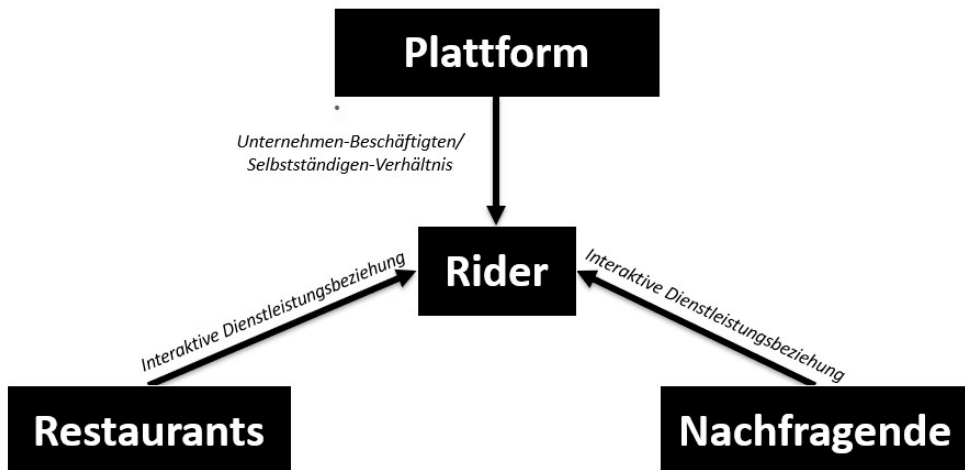 Plattform
Unternehmen-Beschäftigten/
Selbstständigen-Verhältnis
Rider
Interaktive Dienstleistungsbeziehung
Interaktive Dienstleistungsbeziehung
Restaurants
Nachfragende